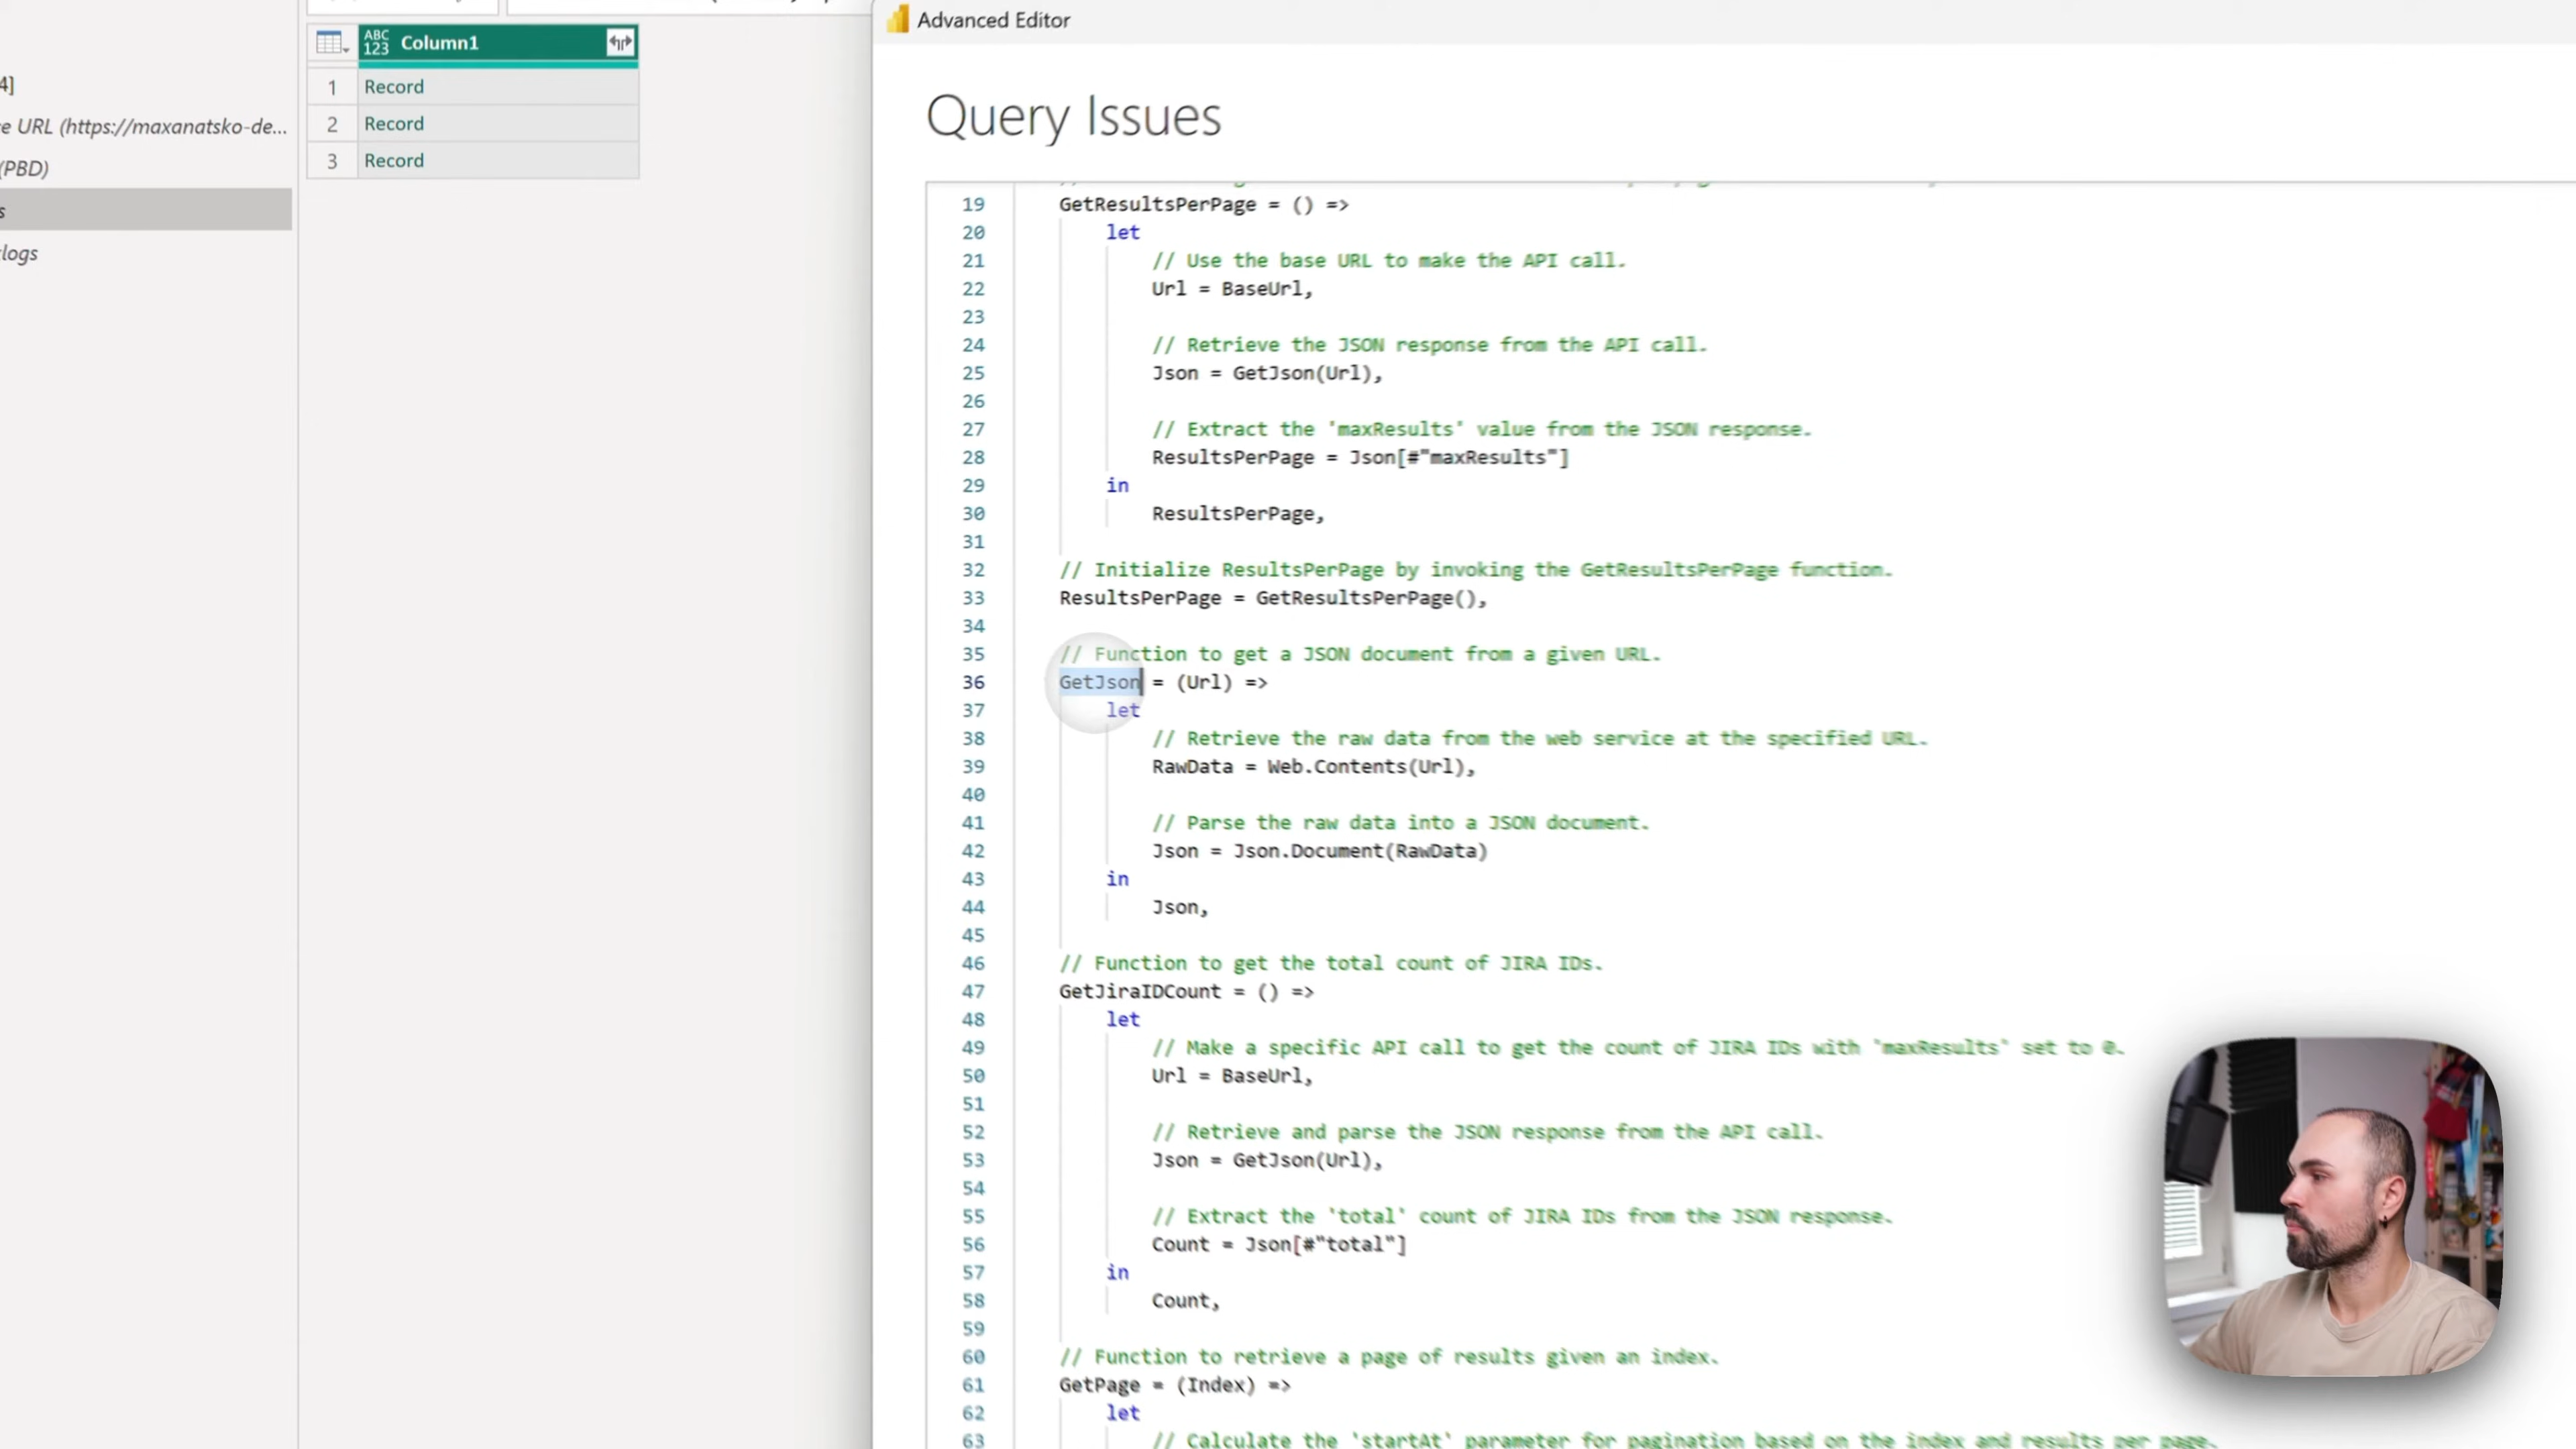 Advanced Editor
ABC
123
Column1
4]
1 Record
e URL (https://maxanatsko-de...
2 Record
(PBD)
3 Record
s
logs
Query Issues
19 GetResultsPerPage = () =>
20 let
21 // Use the base URL to make the API call.
22 Url = BaseUrl,
23
24 // Retrieve the JSON response from the API call.
25 Json = GetJson(Url),
26
27 // Extract the 'maxResults' value from the JSON response.
28 ResultsPerPage = Json[#"maxResults"]
29 in
30 ResultsPerPage,
31
32 // Initialize ResultsPerPage by invoking the GetResultsPerPage function.
33 ResultsPerPage = GetResultsPerPage(),
34
35 // Function to get a JSON document from a given URL.
36 GetJson = (Url) =>
37 let
38 // Retrieve the raw data from the web service at the specified URL.
39 RawData = Web.Contents(Url),
40
41 // Parse the raw data into a JSON document.
42 Json = Json.Document(RawData)
43 in
44 Json,
45
46 // Function to get the total count of JIRA IDs.
47 GetJiraIDCount = () =>
48 let
49 // Make a specific API call to get the count of JIRA IDs with 'maxResults' set to 0.
50 Url = BaseUrl,
51
52 // Retrieve and parse the JSON response from the API call.
53 Json = GetJson(Url),
54
55 // Extract the 'total' count of JIRA IDs from the JSON response.
56 Count = Json[#"total"]
57 in
58 Count,
59
60 // Function to retrieve a page of results given an index.
61 GetPage = (Index) =>
62 let
63 // Calculate the 'startAt' parameter for pagination based on the index and results per page.